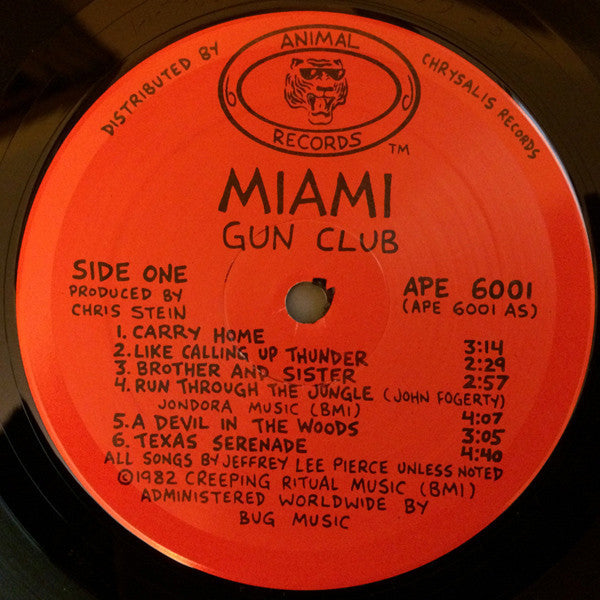 DISTRIBUTED BY
ANIMAL
RECORDS
CHRYSALIS RECORDS
TM
MIAMI
GUN CLUB
SIDE ONE
PRODUCED BY
CHRIS STEIN
APE 6001
(APE 6001 AS)
1. CARRY HOME 3:14
2. LIKE CALLING UP THUNDER 2:29
3. BROTHER AND SISTER 2:57
4. RUN THROUGH THE JUNGLE (JOHN FOGERTY)
JONDORA MUSIC (BMI) 4:07
5. A DEVIL IN THE WOODS 3:05
6. TEXAS SERENADE 4:40
ALL SONGS BY JEFFREY LEE PIERCE UNLESS NOTED
©1982 CREEPING RITUAL MUSIC (BMI)
ADMINISTERED WORLDWIDE BY
BUG MUSIC